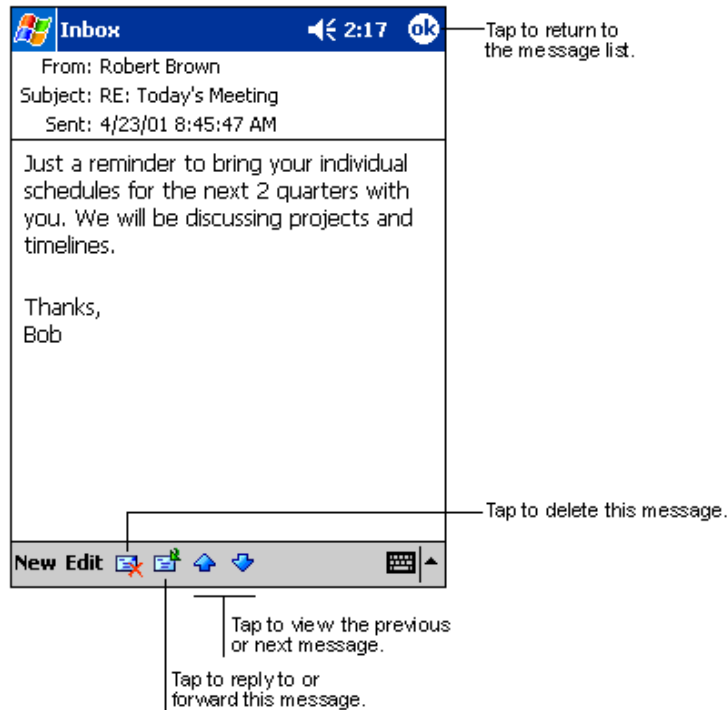 Inbox 2:17 ok
Tap to return to
the message list.
From: Robert Brown
Subject: RE: Today's Meeting
Sent: 4/23/01 8:45:47 AM
Just a reminder to bring your individual
schedules for the next 2 quarters with
you. We will be discussing projects and
timelines.
Thanks,
Bob
Tap to delete this message.
New Edit
Tap to view the previous
or next message.
Tap to reply to or
forward this message.